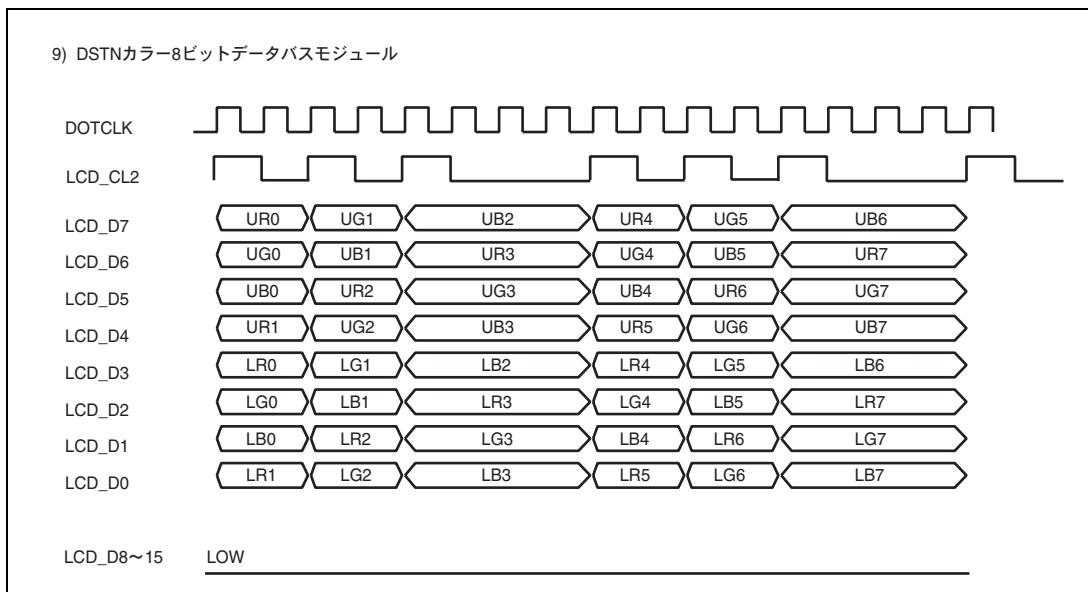 9) DSTNカラー8ビットデータバスモジュール
DOTCLK
LCD_CL2
LCD_D7 UR0 UG1 UB2 UR4 UG5 UB6
LCD_D6 UG0 UB1 UR3 UG4 UB5 UR7
LCD_D5 UB0 UR2 UG3 UB4 UR6 UG7
LCD_D4 UR1 UG2 UB3 UR5 UG6 UB7
LCD_D3 LR0 LG1 LB2 LR4 LG5 LB6
LCD_D2 LG0 LB1 LR3 LG4 LB5 LR7
LCD_D1 LB0 LR2 LG3 LB4 LR6 LG7
LCD_D0 LR1 LG2 LB3 LR5 LG6 LB7
LCD_D8～15 LOW